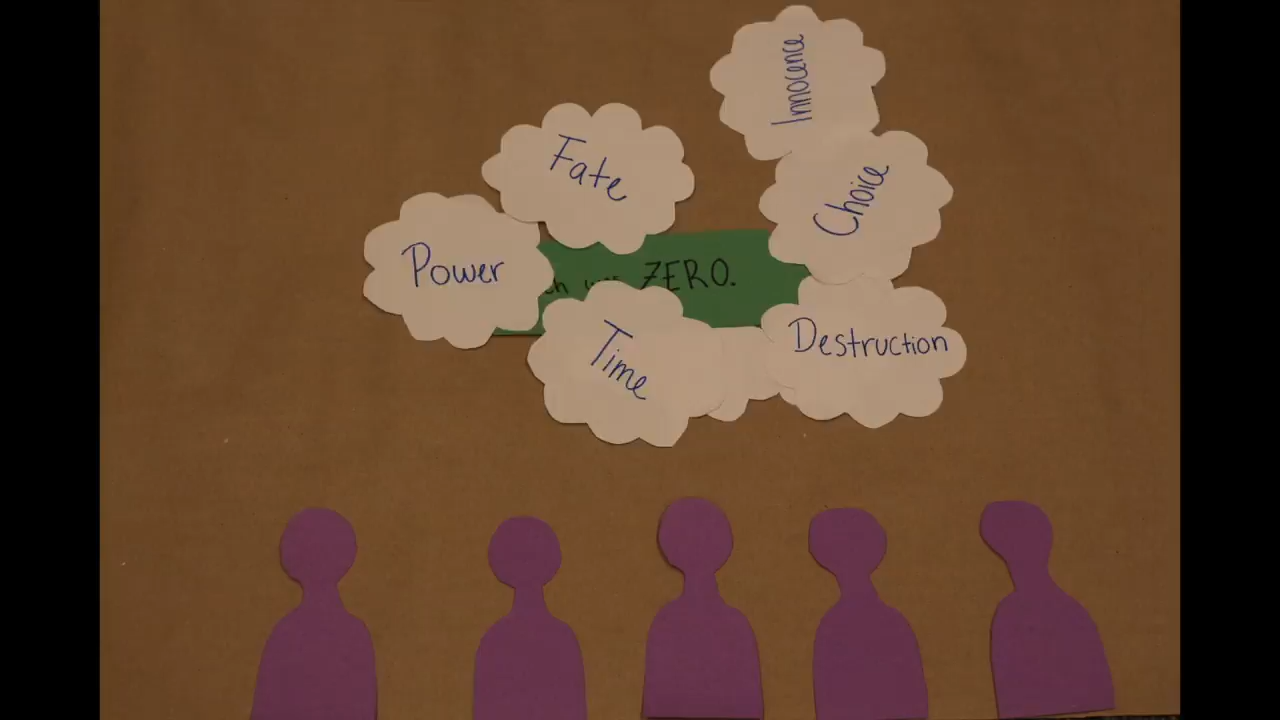 Innocence
Fate
Choice
Power
ZERO.
Time
Destruction